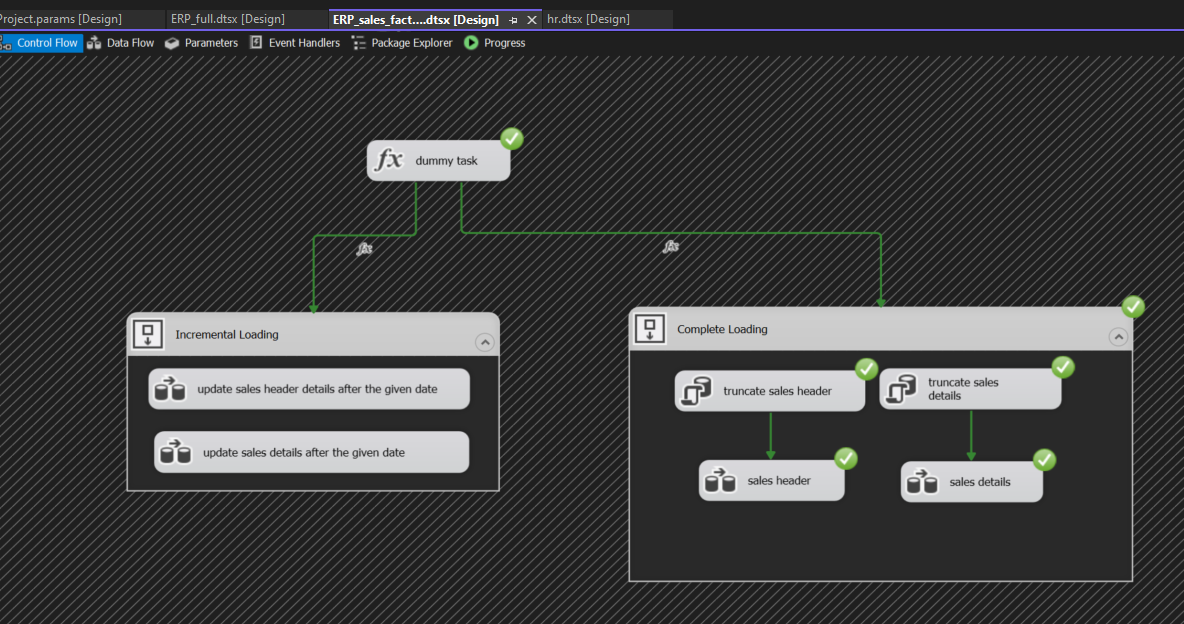 Project.params [Design]
ERP_full.dtsx [Design]
ERP_sales_fact....dtsx [Design]
hr.dtsx [Design]
Control Flow
Data Flow
Parameters
Event Handlers
Package Explorer
Progress
fx dummy task
fx
fx
Incremental Loading
update sales header details after the given date
update sales details after the given date
Complete Loading
truncate sales header
truncate sales
details
sales header
sales details